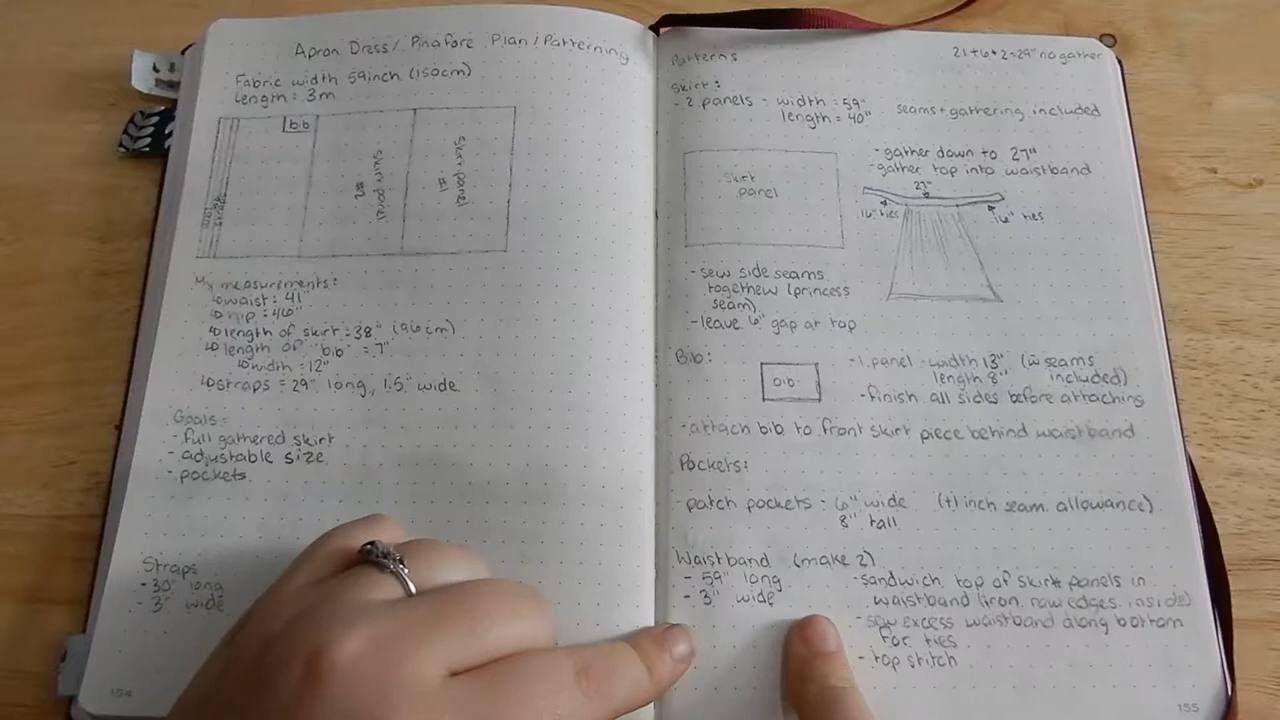 Apron Dress / Pinafore Plan / Patterning
Fabric width 59inch (150cm)
Length: 3m
bib
skirt panel #2
skirt panel #1
My measurements:
↳ waist: 41"
↳ hip: 46"
↳ length of skirt: 38" (96cm)
↳ length of "bib" = 7"
↳ width = 12"
↳ straps = 29" long, 1.5" wide
Goals:
- full gathered skirt
- adjustable size
- pockets
Straps
- 30" long
- 3" wide
154
Patterns
21+6+2=29" no gather
Skirt:
- 2 panels - width = 59"
length = 40"
seams + gathering included
skirt panel
- gather down to 27"
- gather top into waistband
27"
16" ties
16" ties
- sew side seams
togethew (princess
seam)
- leave 6" gap at top
Bib:
bib
- 1 panel - width 13" (w̄ seams
length 8" included)
- finish all sides before attaching
- attach bib to front skirt piece behind waistband
Pockets:
- patch pockets - 6" wide (+1 inch seam allowance)
8" tall
Waistband (make 2)
- 59" long
- 3" wide
- sandwich top of skirt panels in
waistband (iron raw edges inside)
- sew excess waistband along bottom
for ties
- top stitch
155